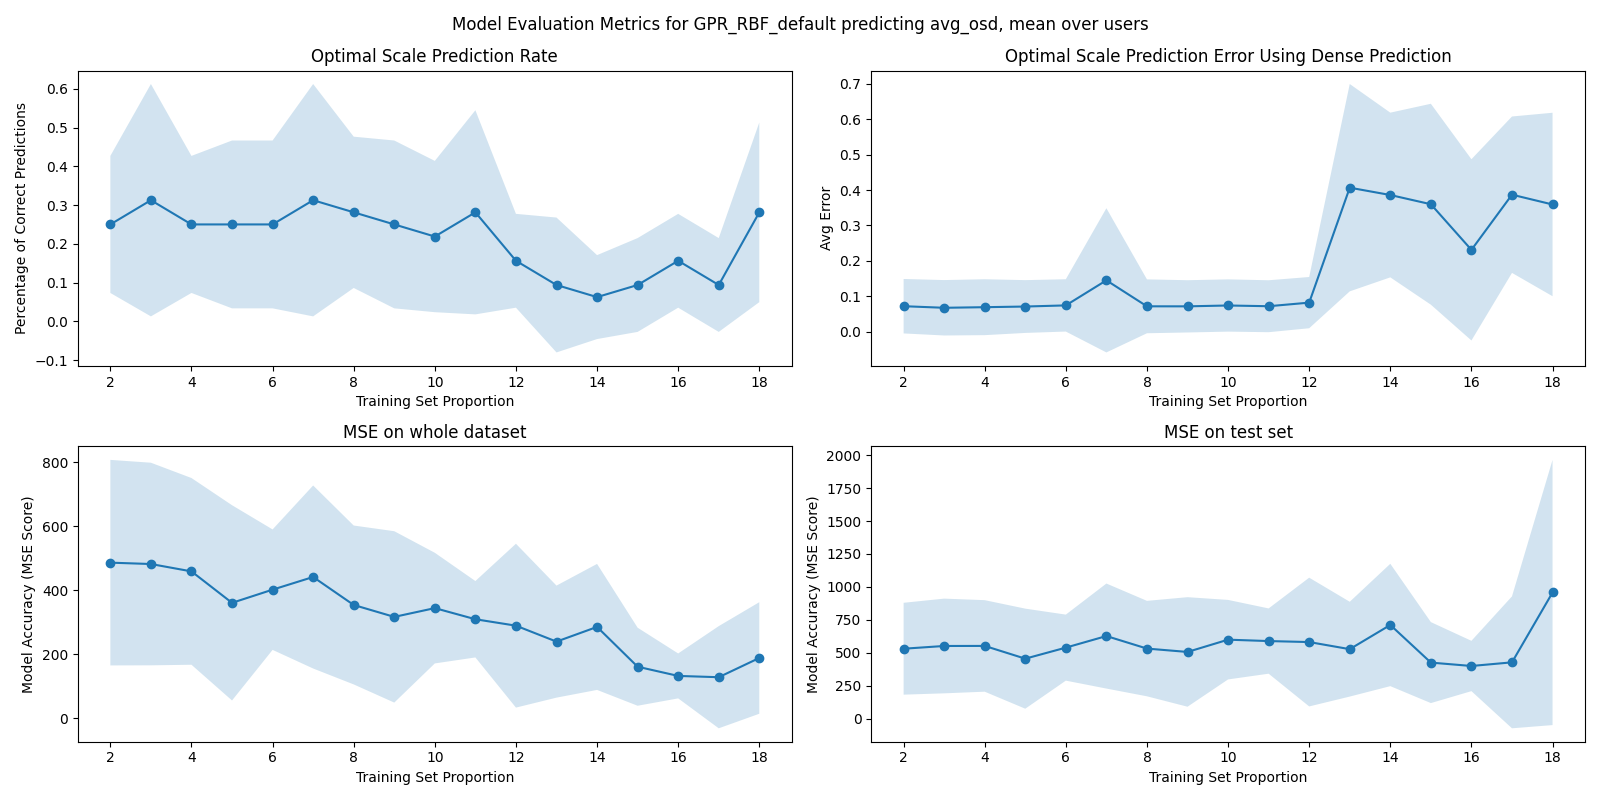 Model Evaluation Metrics for GPR_RBF_default predicting avg_osd, mean over users
Optimal Scale Prediction Rate
Percentage of Correct Predictions
0.6
0.5
0.4
0.3
0.2
0.1
0.0
−0.1
2 4 6 8 10 12 14 16 18
Training Set Proportion
Optimal Scale Prediction Error Using Dense Prediction
Avg Error
0.7
0.6
0.5
0.4
0.3
0.2
0.1
0.0
2 4 6 8 10 12 14 16 18
Training Set Proportion
MSE on whole dataset
Model Accuracy (MSE Score)
800
600
400
200
0
2 4 6 8 10 12 14 16 18
Training Set Proportion
MSE on test set
Model Accuracy (MSE Score)
2000
1750
1500
1250
1000
750
500
250
0
2 4 6 8 10 12 14 16 18
Training Set Proportion